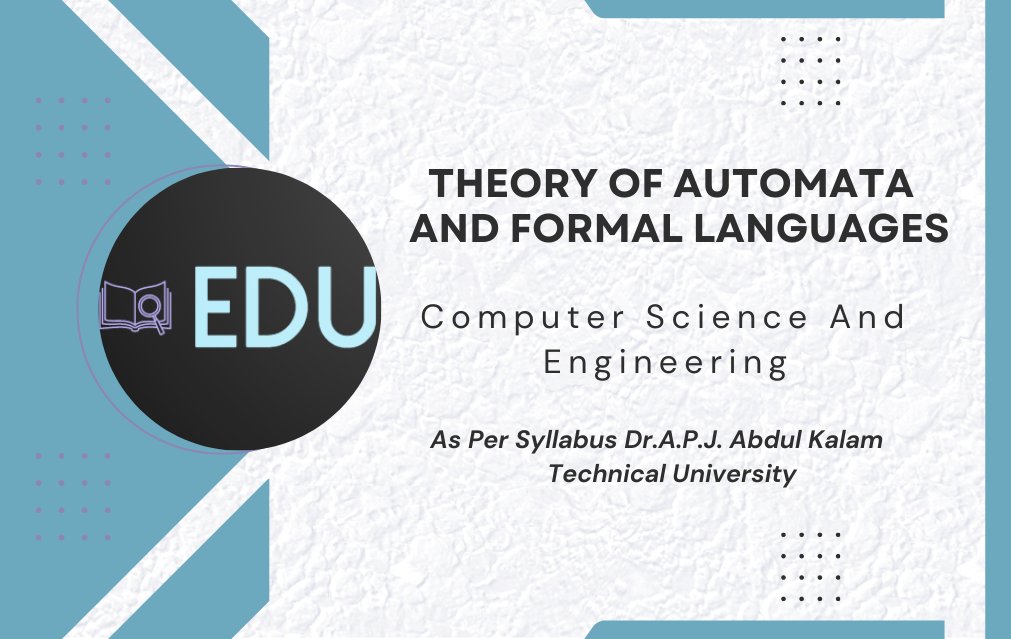 EDU
THEORY OF AUTOMATA
AND FORMAL LANGUAGES
Computer Science And
Engineering
As Per Syllabus Dr.A.P.J. Abdul Kalam
Technical University